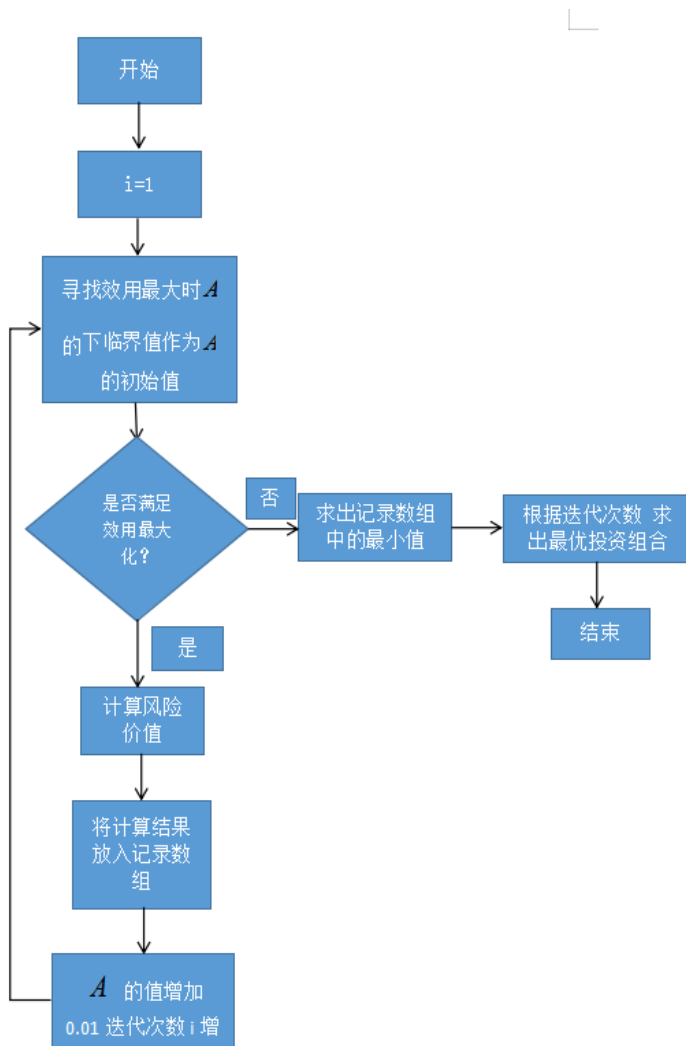 开始
i=1
寻找效用最大时A
的下临界值作为A
的初始值
是否满足
效用最大
化?
否
求出记录数组
中的最小值
根据迭代次数 求
出最优投资组合
结束
是
计算风险
价值
将计算结果
放入记录数
组
A 的值增加
0.01 迭代次数 i 增